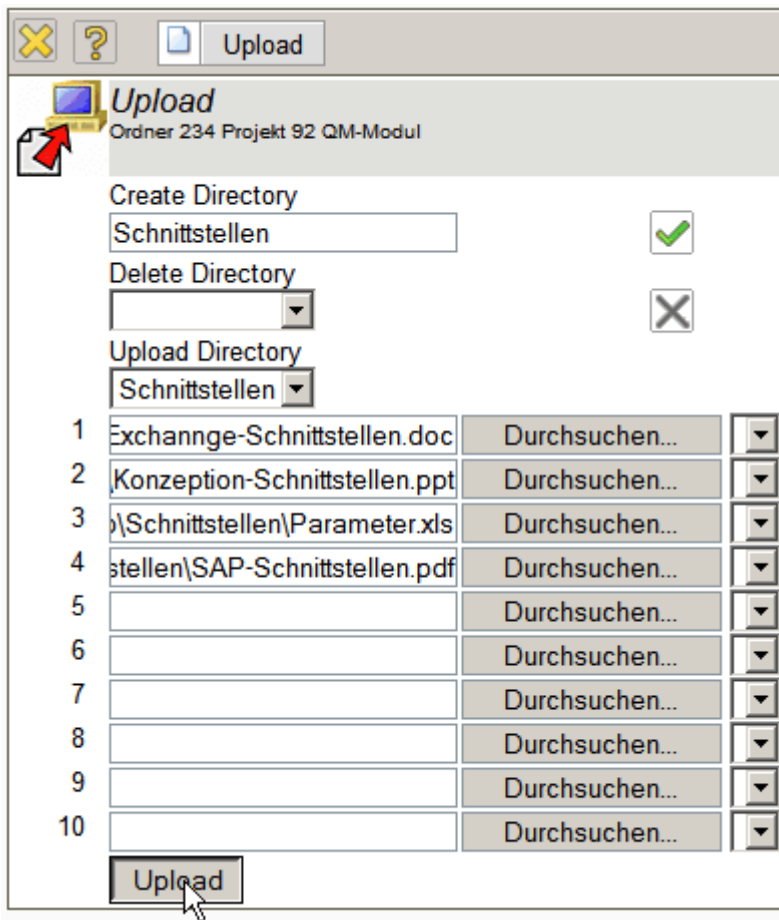 Upload
Upload
Ordner 234 Projekt 92 QM-Modul
Create Directory
Schnittstellen
Delete Directory
Upload Directory
Schnittstellen
1 Exchannge-Schnittstellen.doc Durchsuchen...
2 \Konzeption-Schnittstellen.ppt Durchsuchen...
3 o\Schnittstellen\Parameter.xls Durchsuchen...
4 stellen\SAP-Schnittstellen.pdf Durchsuchen...
5 Durchsuchen...
6 Durchsuchen...
7 Durchsuchen...
8 Durchsuchen...
9 Durchsuchen...
10 Durchsuchen...
Upload